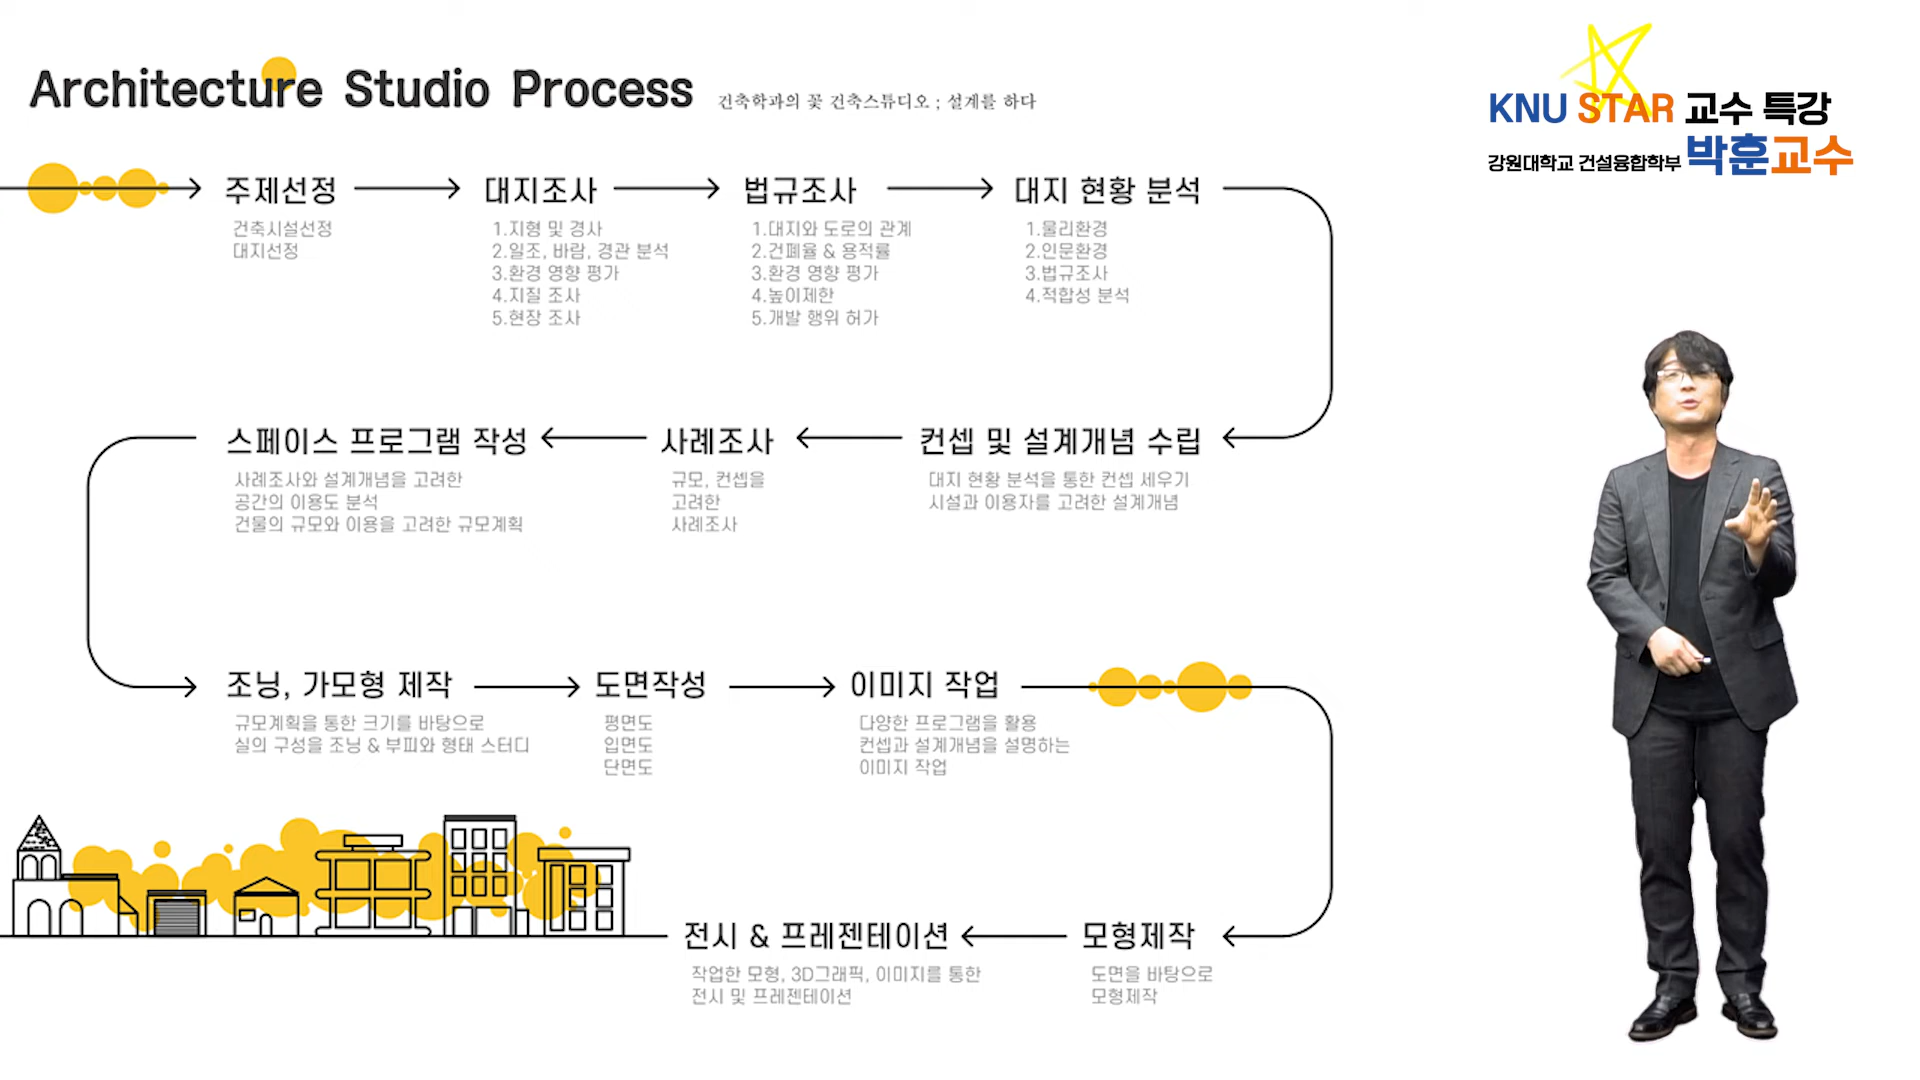 Architecture Studio Process
건축학과의 꽃 건축스튜디오 ; 설계를 하다
KNU STAR 교수 특강
강원대학교 건설융합학부 박훈교수
주제선정
건축시설선정
대지선정
대지조사
1.지형 및 경사
2.일조, 바람, 경관 분석
3.환경 영향 평가
4.지질 조사
5.현장 조사
법규조사
1.대지와 도로의 관계
2.건폐율 & 용적률
3.환경 영향 평가
4.높이제한
5.개발 행위 허가
대지 현황 분석
1.물리환경
2.인문환경
3.법규조사
4.적합성 분석
컨셉 및 설계개념 수립
대지 현황 분석을 통한 컨셉 세우기
시설과 이용자를 고려한 설계개념
사례조사
규모, 컨셉을
고려한
사례조사
스페이스 프로그램 작성
사례조사와 설계개념을 고려한
공간의 이용도 분석
건물의 규모와 이용을 고려한 규모계획
조닝, 가모형 제작
규모계획을 통한 크기를 바탕으로
실의 구성을 조닝 & 부피와 형태 스터디
도면작성
평면도
입면도
단면도
이미지 작업
다양한 프로그램을 활용
컨셉과 설계개념을 설명하는
이미지 작업
모형제작
도면을 바탕으로
모형제작
전시 & 프레젠테이션
작업한 모형, 3D그래픽, 이미지를 통한
전시 및 프레젠테이션